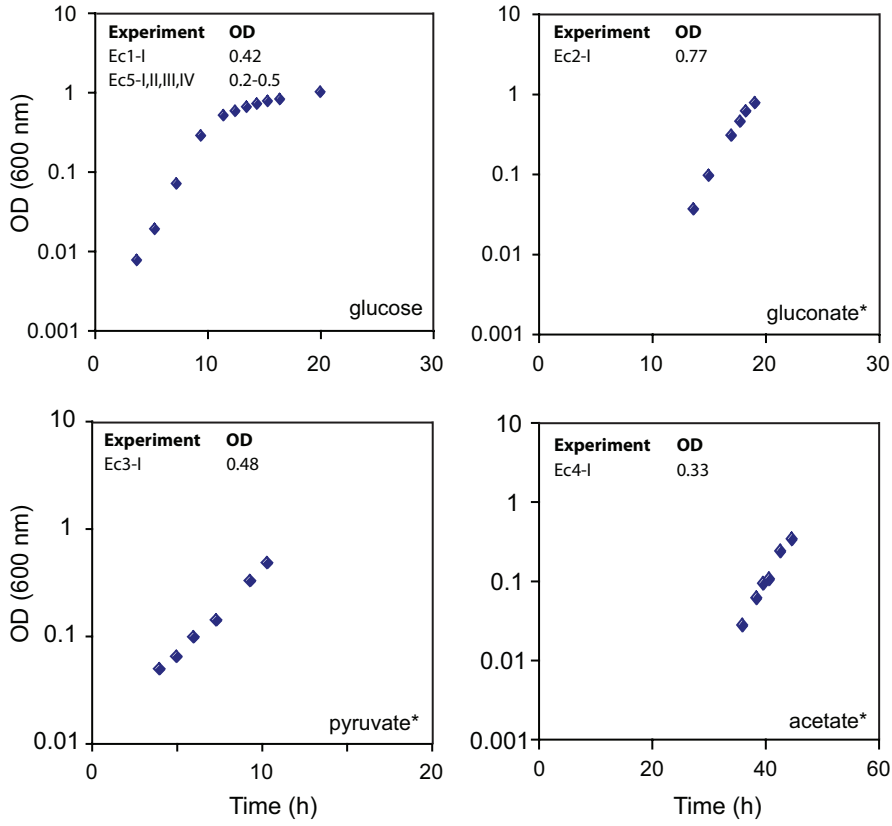 Experiment OD
Ec1-I 0.42
Ec5-I,II,III,IV 0.2-0.5
10
1
0.1
0.01
0.001
OD (600 nm)
glucose
0 10 20 30
Experiment OD
Ec2-I 0.77
10
1
0.1
0.01
0.001
gluconate*
0 10 20 30
Experiment OD
Ec3-I 0.48
10
1
0.1
0.01
OD (600 nm)
pyruvate*
0 10 20
Time (h)
Experiment OD
Ec4-I 0.33
10
1
0.1
0.01
0.001
acetate*
0 20 40 60
Time (h)